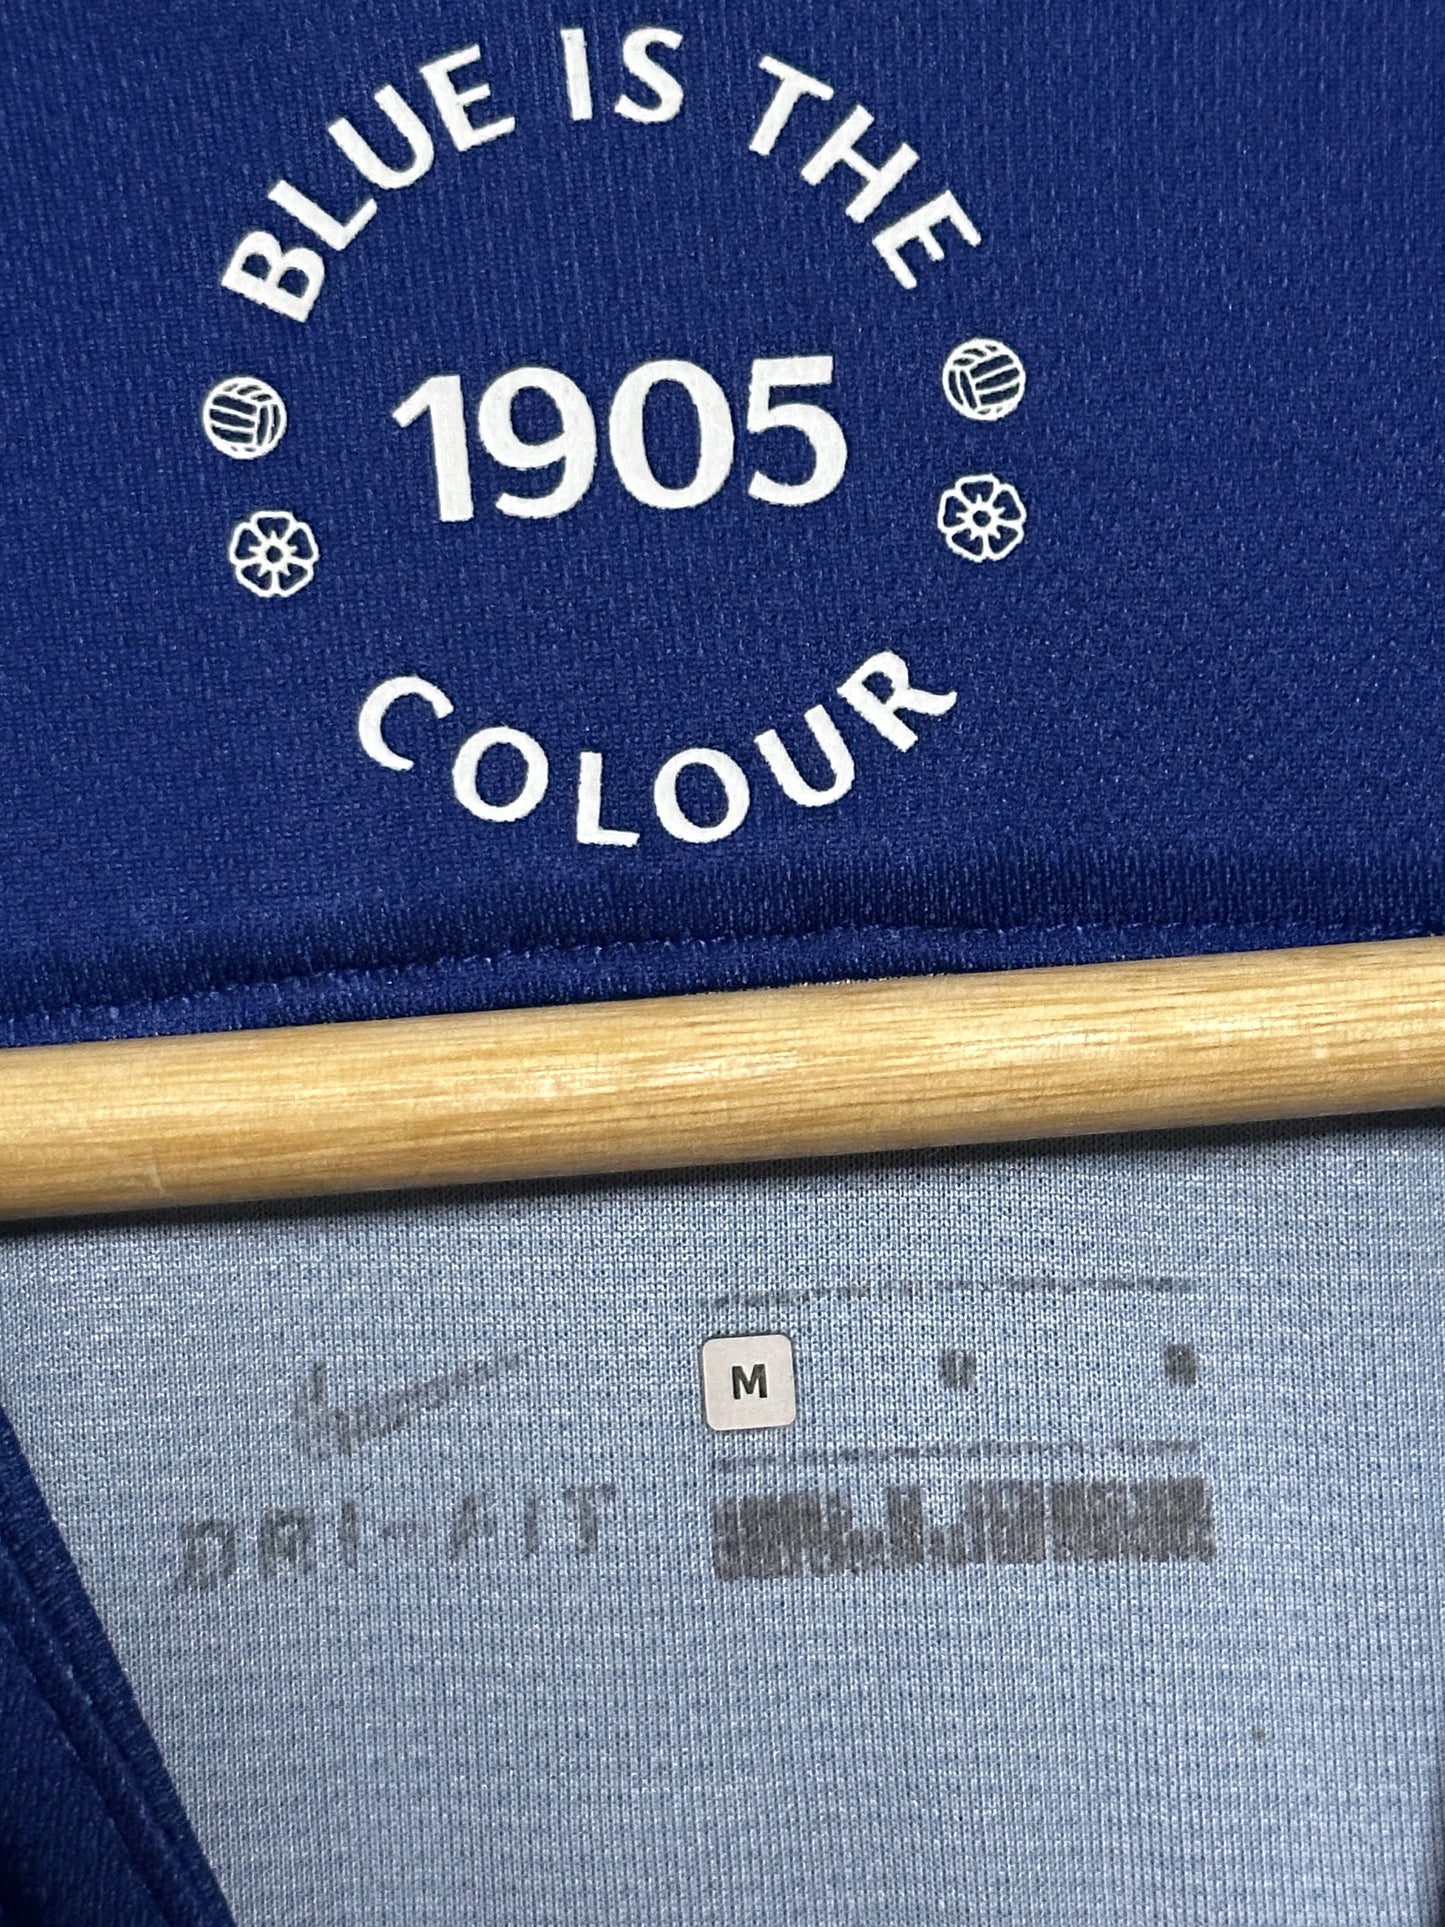 BLUE IS THE
1905
COLOUR
M
DRI-FIT